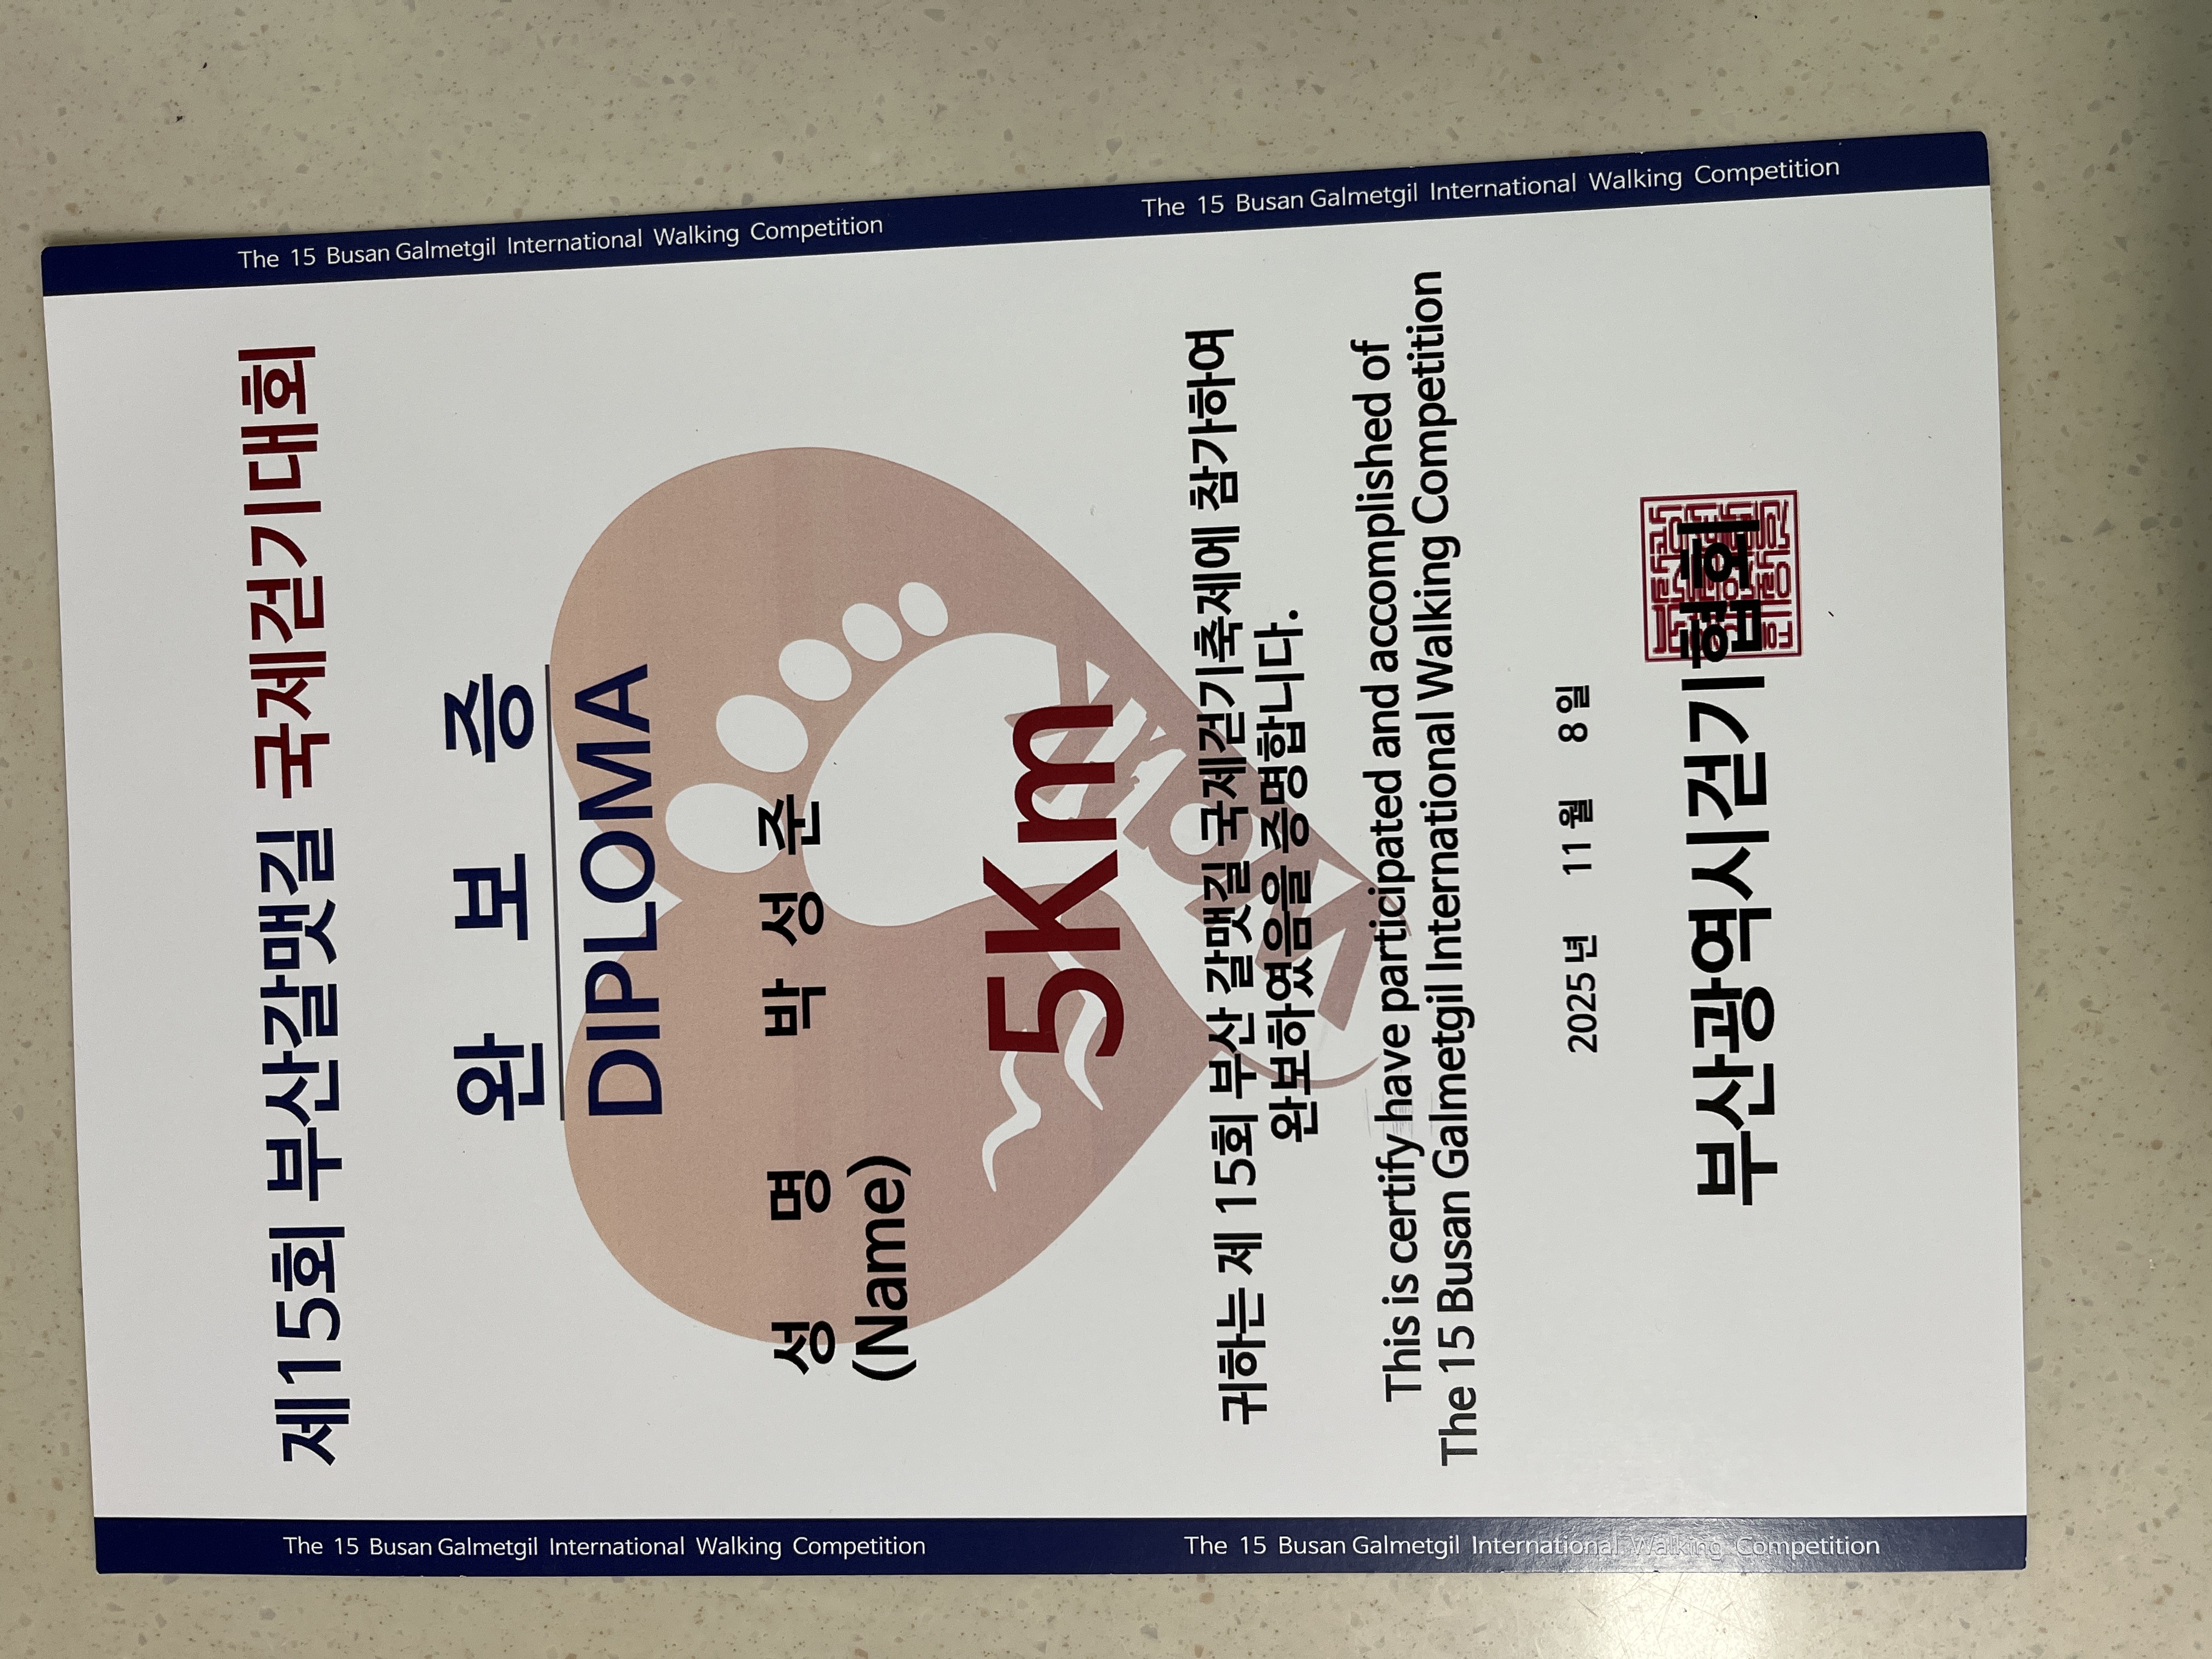 The 15 Busan Galmetgil International Walking Competition
The 15 Busan Galmetgil International Walking Competition
제15회 부산갈맷길 국제걷기대회
완 보 증
DIPLOMA
성 명 박 성 준
(Name)
5km
귀하는 제 15회 부산 갈맷길 국제걷기축제에 참가하여
완보하였음을 증명합니다.
This is certify have participated and accomplished of
The 15 Busan Galmetgil International Walking Competition
2025년 11월 8일
부산광역시걷기협회
The 15 Busan Galmetgil International Walking Competition
The 15 Busan Galmetgil International Walking Competition